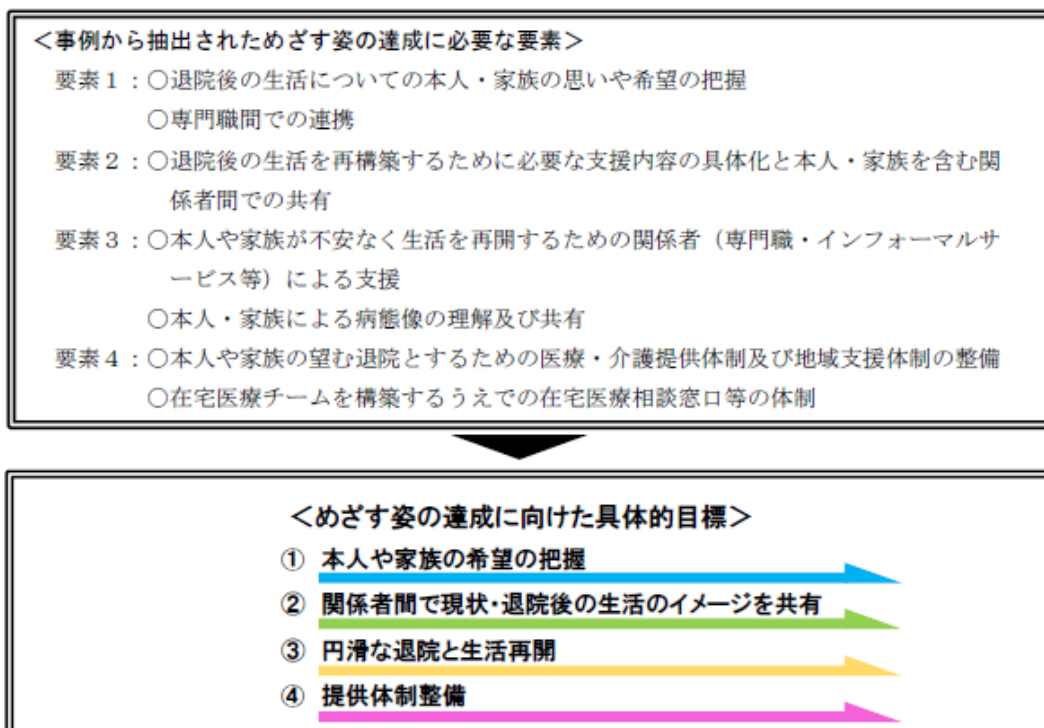 ＜事例から抽出されためざす姿の達成に必要な要素＞
要素１：○退院後の生活についての本人・家族の思いや希望の把握
○専門職間での連携
要素２：○退院後の生活を再構築するために必要な支援内容の具体化と本人・家族を含む関
係者間での共有
要素３：○本人や家族が不安なく生活を再開するための関係者（専門職・インフォーマルサ
ービス等）による支援
○本人・家族による病態像の理解及び共有
要素４：○本人や家族の望む退院とするための医療・介護提供体制及び地域支援体制の整備
○在宅医療チームを構築するうえでの在宅医療相談窓口等の体制
＜めざす姿の達成に向けた具体的目標＞
① 本人や家族の希望の把握
② 関係者間で現状・退院後の生活のイメージを共有
③ 円滑な退院と生活再開
④ 提供体制整備